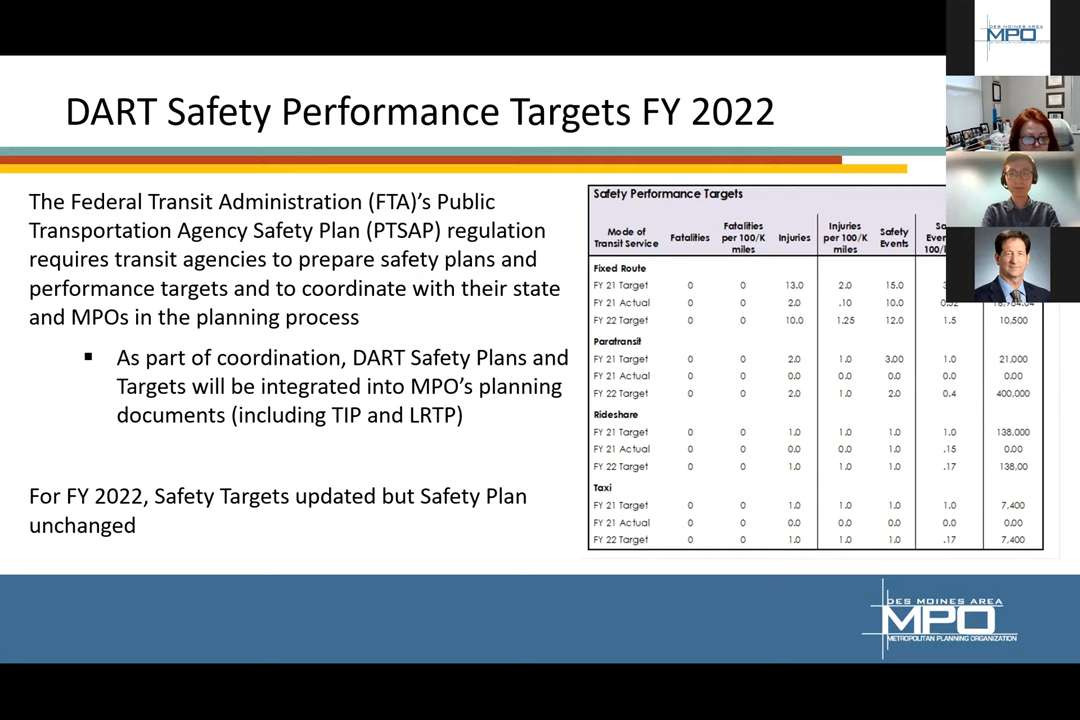 DES MOINES AREA
MPO
DART Safety Performance Targets FY 2022
The Federal Transit Administration (FTA)'s Public
Transportation Agency Safety Plan (PTSAP) regulation
requires transit agencies to prepare safety plans and
performance targets and to coordinate with their state
and MPOs in the planning process
▪ As part of coordination, DART Safety Plans and
Targets will be integrated into MPO's planning
documents (including TIP and LRTP)
For FY 2022, Safety Targets updated but Safety Plan
unchanged
Safety Performance Targets
Mode of Transit Service Fatalities Fatalities per 100/K miles Injuries Injuries per 100/K miles Safety Events
Fixed Route
FY 21 Target 0 0 13.0 2.0 15.0
FY 21 Actual 0 0 2.0 .10 10.0
FY 22 Target 0 0 10.0 1.25 12.0 1.5 10,500
Paratransit
FY 21 Target 0 0 2.0 1.0 3.00 1.0 21,000
FY 21 Actual 0 0 0.0 0.0 0.0 0.0 0.00
FY 22 Target 0 0 2.0 1.0 2.0 0.4 400,000
Rideshare
FY 21 Target 0 0 1.0 1.0 1.0 1.0 138,000
FY 21 Actual 0 0 0.0 0.0 1.0 .15 0.00
FY 22 Target 0 0 1.0 1.0 1.0 .17 138,00
Taxi
FY 21 Target 0 0 1.0 1.0 1.0 1.0 7,400
FY 21 Actual 0 0 0.0 0.0 0.0 0.0 0.00
FY 22 Target 0 0 1.0 1.0 1.0 .17 7,400
DES MOINES AREA
MPO
METROPOLITAN PLANNING ORGANIZATION